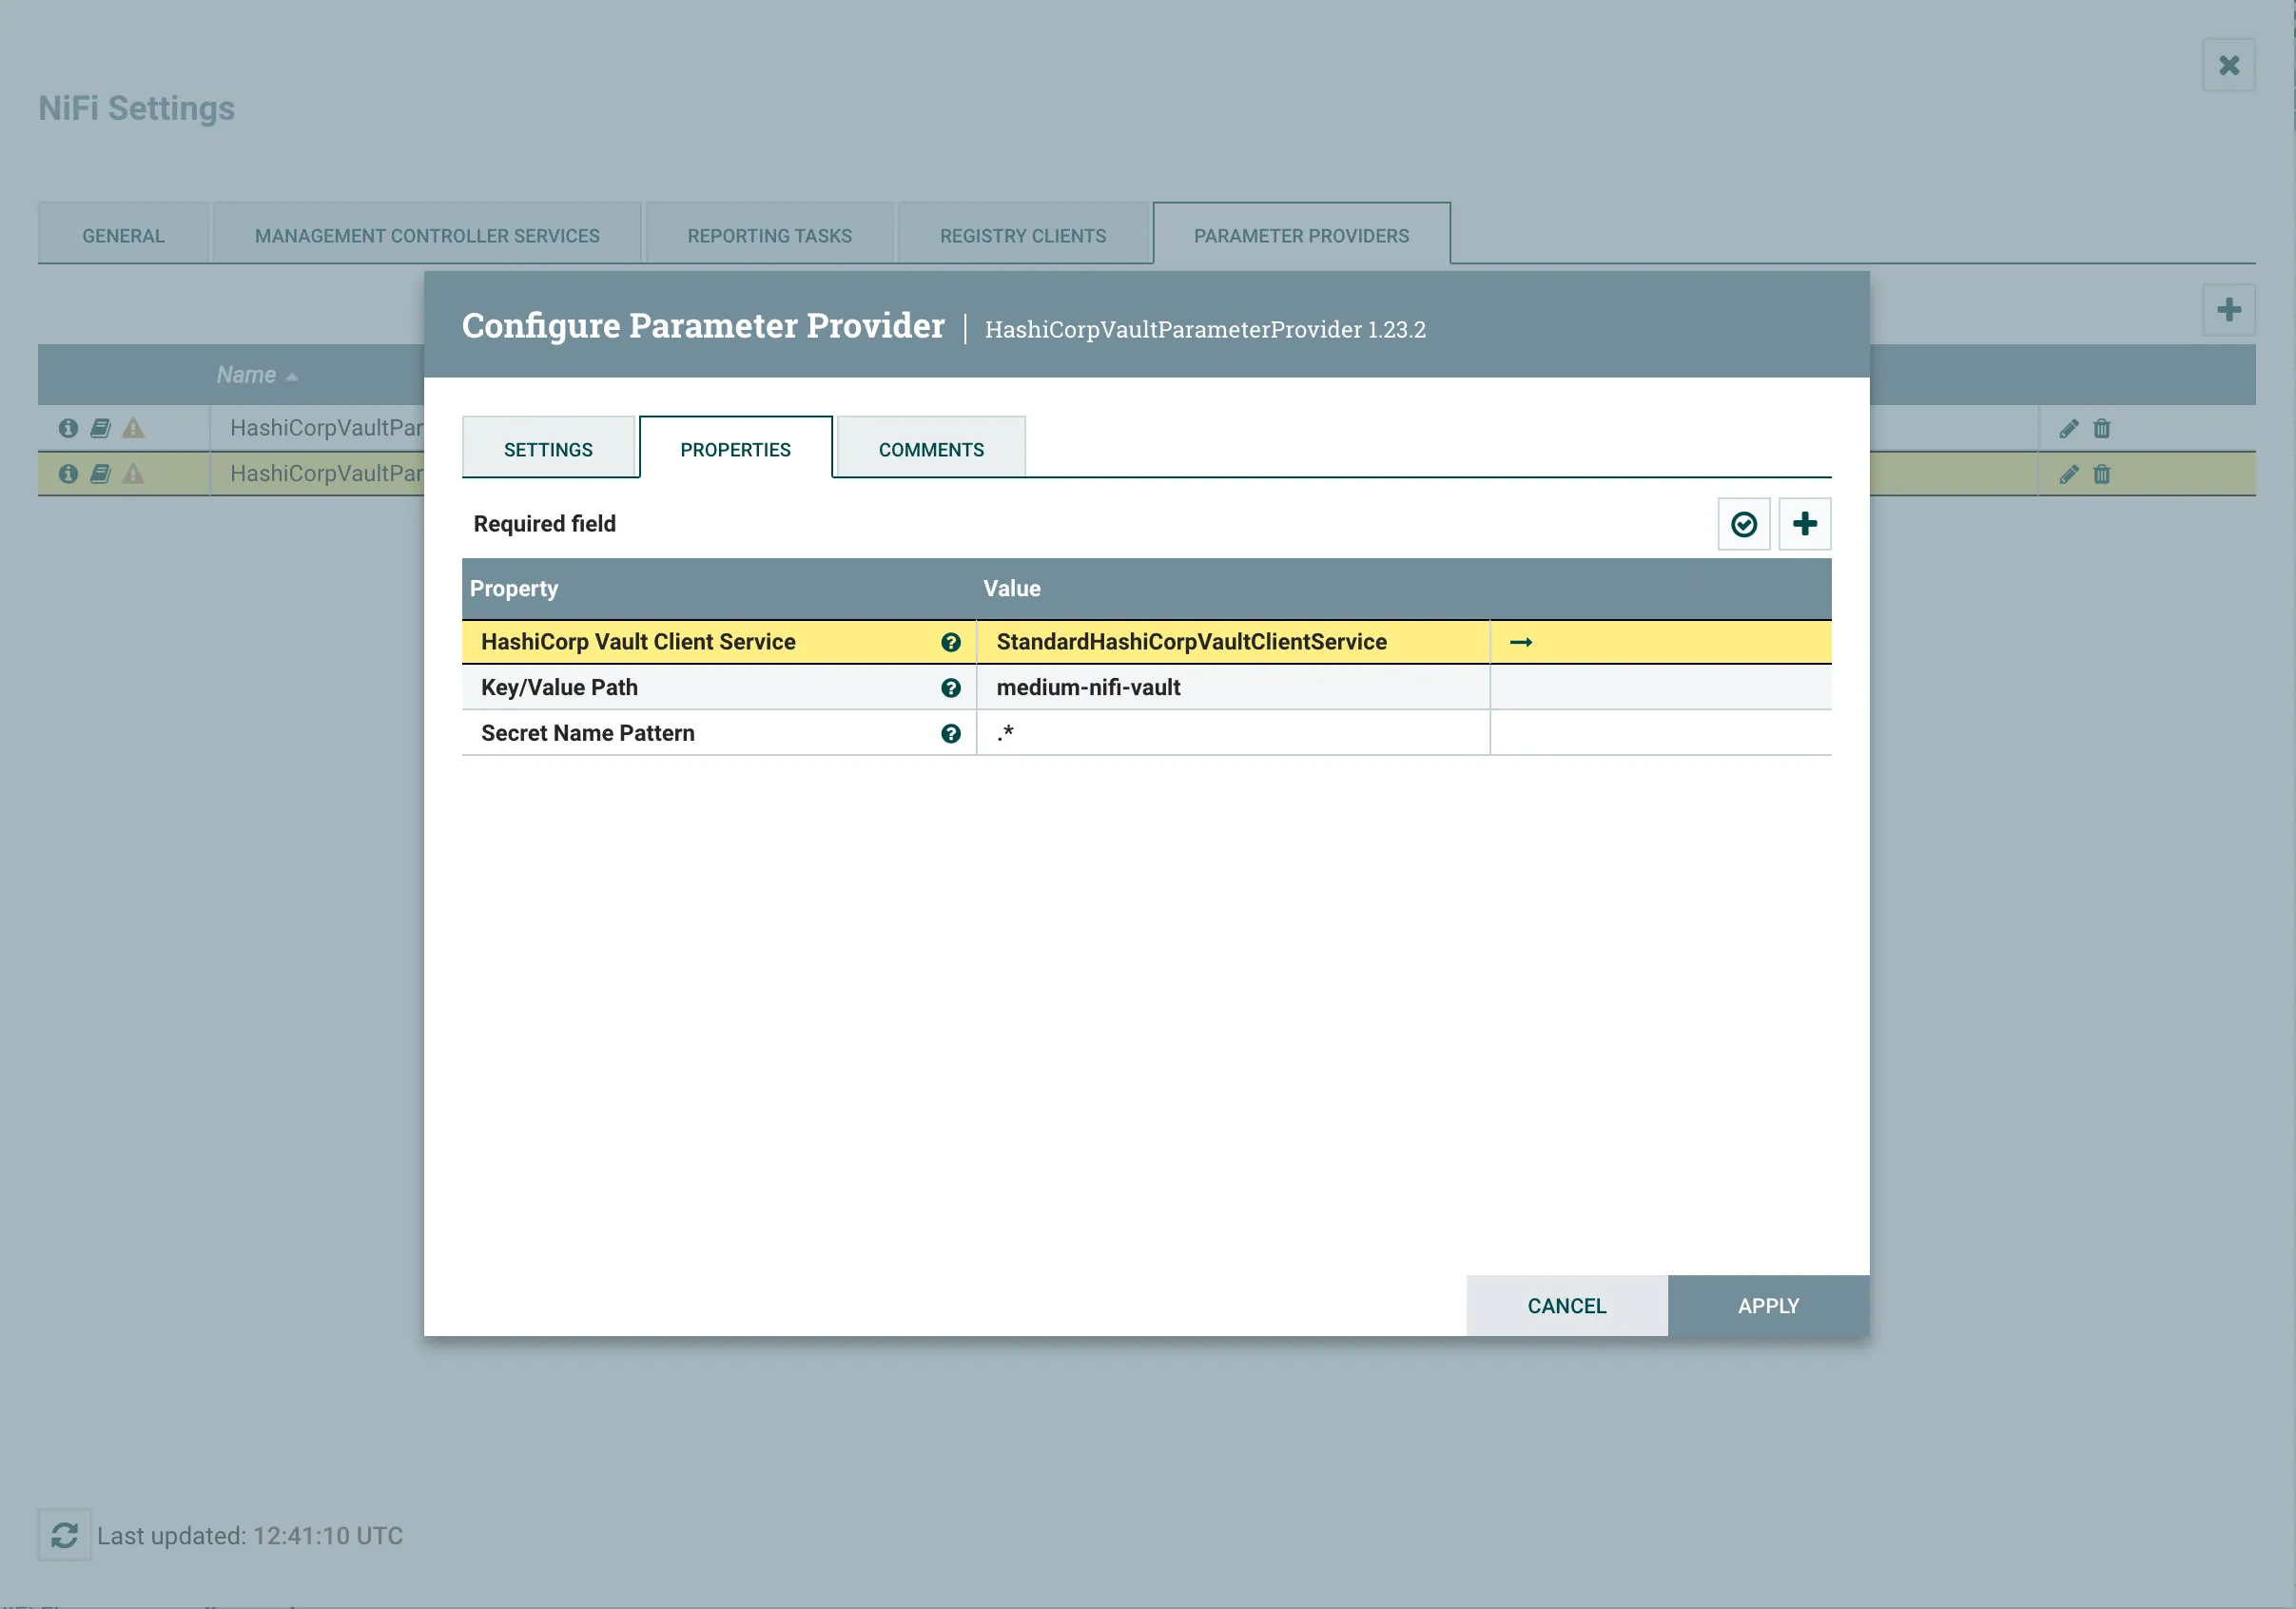 NiFi Settings
GENERAL MANAGEMENT CONTROLLER SERVICES REPORTING TASKS REGISTRY CLIENTS PARAMETER PROVIDERS
Configure Parameter Provider | HashiCorpVaultParameterProvider 1.23.2
Name
HashiCorpVaultPar
HashiCorpVaultPar
SETTINGS PROPERTIES COMMENTS
Required field
Property Value
HashiCorp Vault Client Service StandardHashiCorpVaultClientService
Key/Value Path medium-nifi-vault
Secret Name Pattern .*
CANCEL APPLY
Last updated: 12:41:10 UTC